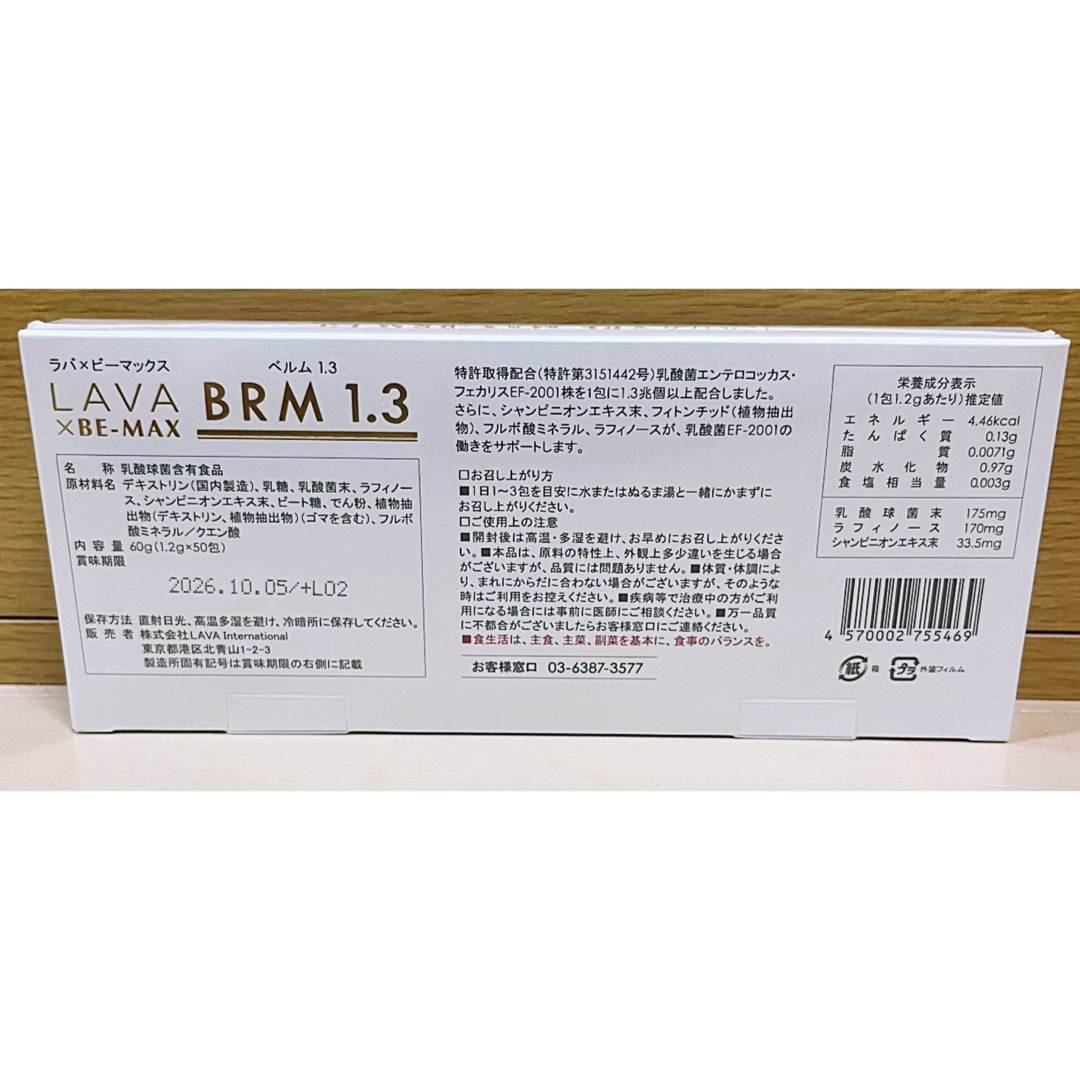 ラバ×ビーマックス
ベルム 1.3
LAVA
×BE-MAX
BRM 1.3
名　称 乳酸球菌含有食品
原材料名 デキストリン(国内製造)、乳糖、乳酸菌末、ラフィノー
ス、シャンピニオンエキス末、ビート糖、でん粉、植物抽
出物(デキストリン、植物抽出物)(ゴマを含む)、フルボ
酸ミネラル／クエン酸
内 容 量 60g(1.2g×50包)
賞味期限
2026.10.05/+L02
保存方法 直射日光、高温多湿を避け、冷暗所に保存してください。
販 売 者 株式会社LAVA International
東京都港区北青山1-2-3
製造所固有記号は賞味期限の右側に記載
特許取得配合(特許第3151442号)乳酸菌エンテロコッカス・
フェカリスEF-2001株を1包に1.3兆個以上配合しました。
さらに、シャンピニオンエキス末、フィトンチッド(植物抽出
物)、フルボ酸ミネラル、ラフィノースが、乳酸菌EF-2001の
働きをサポートします。
□お召し上がり方
■1日1～3包を目安に水またはぬるま湯と一緒にかまずに
お召し上がりください。
□ご使用上の注意
■開封後は高温・多湿を避け、お早めにお召し上がりくださ
い。■本品は、原料の特性上、外観上多少違いを生じる場合
がございますが、品質には問題ありません。■体質・体調によ
り、まれにからだに合わない場合がございますが、そのような
時はご利用をお控えください。■疾病等で治療中の方がご利
用になる場合には事前に医師にご相談ください。■万一品質
に不都合がございましたらお客様窓口にご連絡ください。
■食生活は、主食、主菜、副菜を基本に、食事のバランスを。
お客様窓口 03-6387-3577
栄養成分表示
(1包1.2gあたり)推定値
エネルギー 4.46kcal
たんぱく質 0.13g
脂質 0.0071g
炭水化物 0.97g
食塩相当量 0.003g
乳酸球菌末 175mg
ラフィノース 170mg
シャンピニオンエキス末 33.5mg
4 570002 755469
紙 箱 プラ 外装フィルム